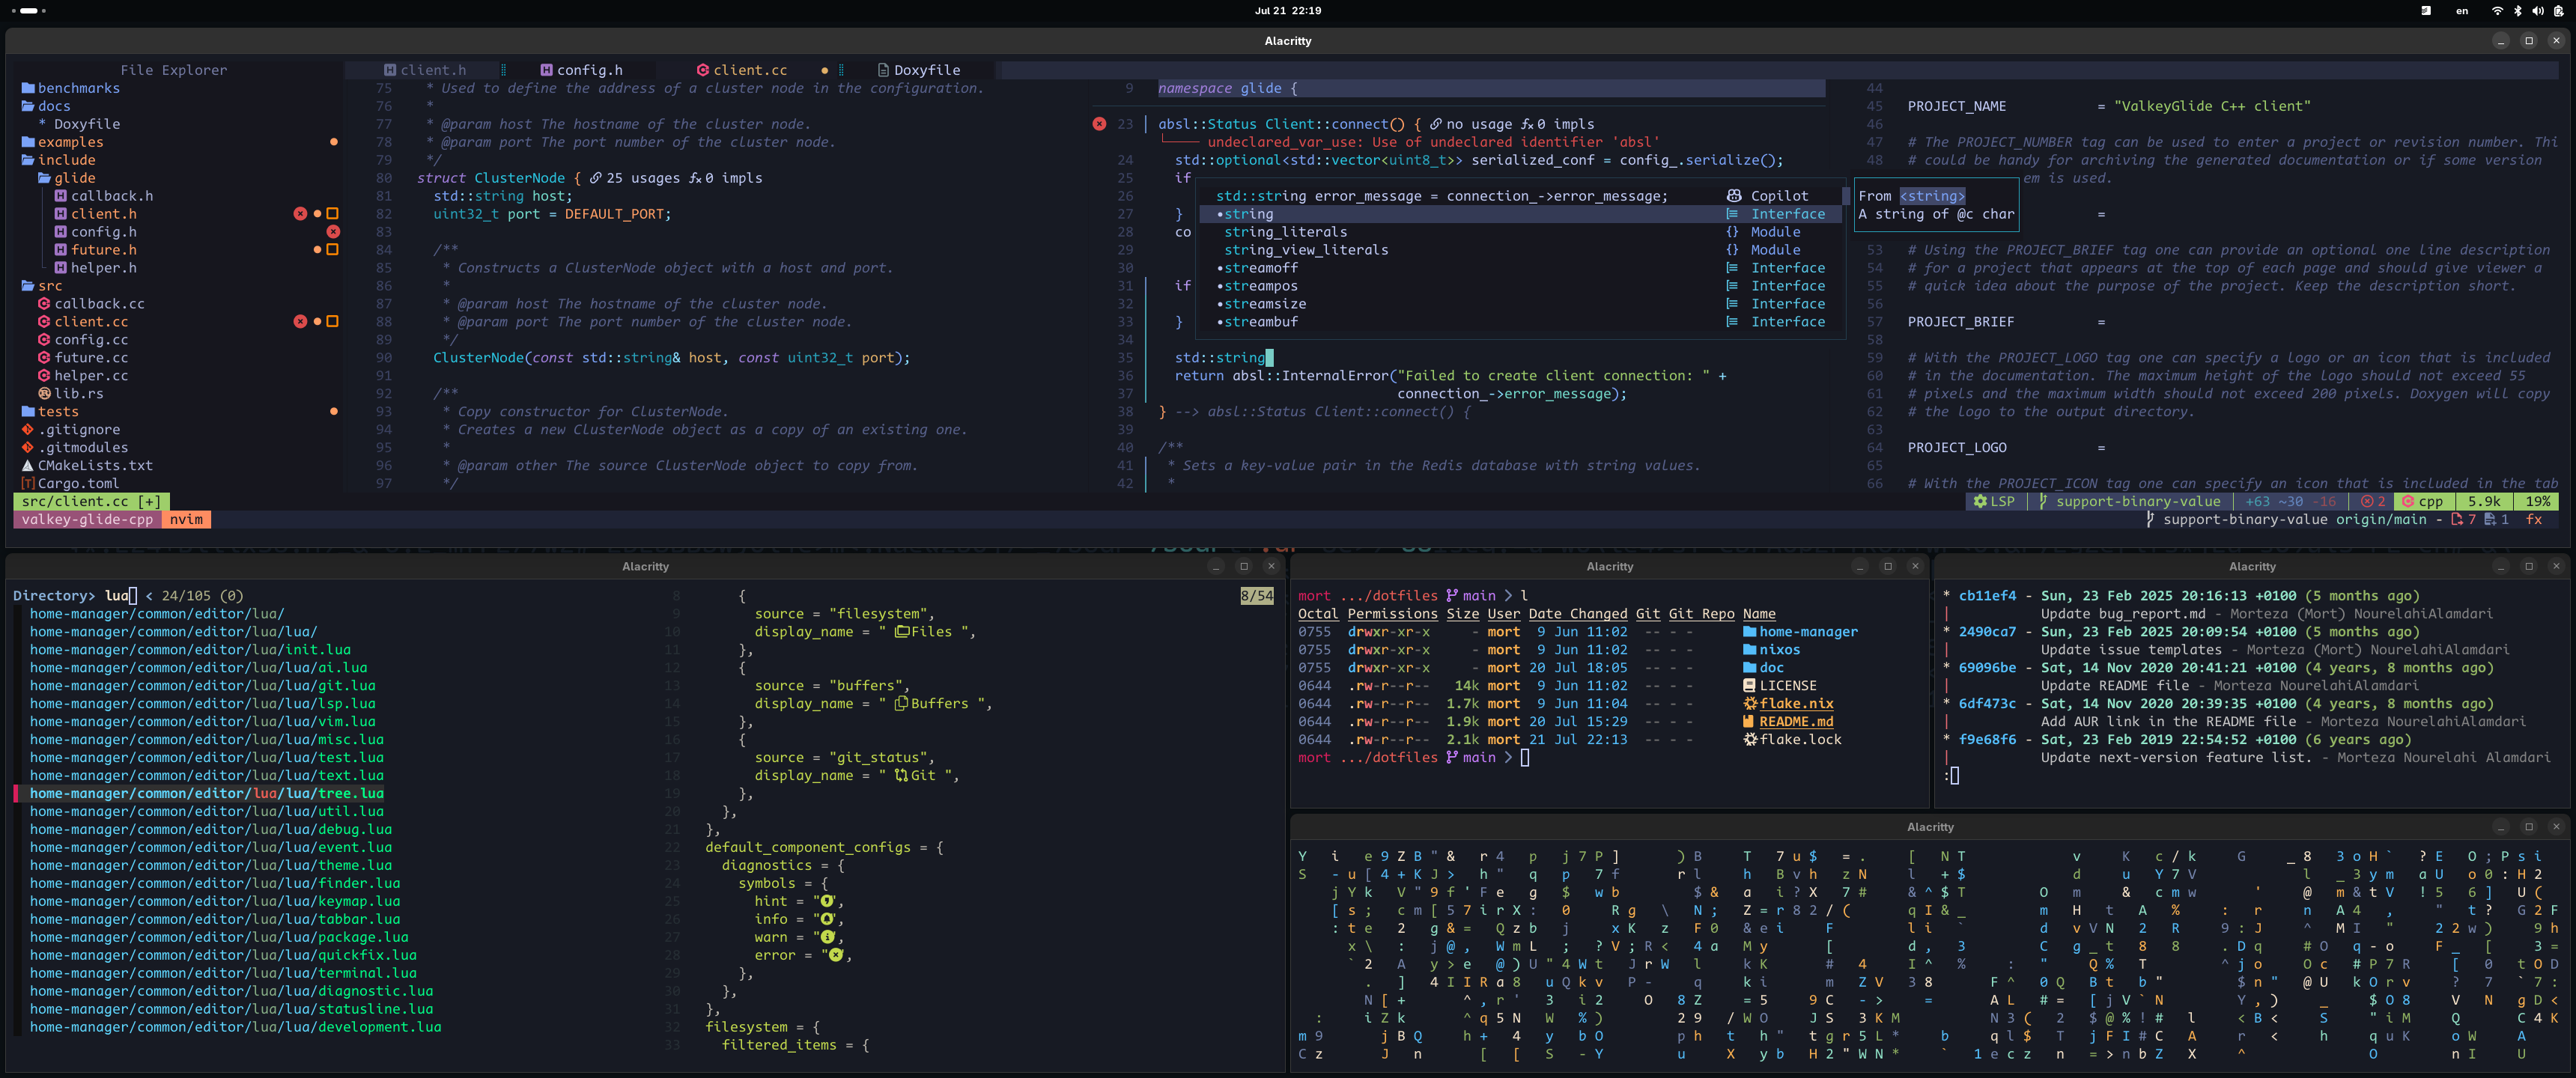 Jul 21 22:19
en
Alacritty
File Explorer
benchmarks
docs
* Doxyfile
examples
include
glide
callback.h
client.h
config.h
future.h
helper.h
src
callback.cc
client.cc
config.cc
future.cc
helper.cc
lib.rs
tests
.gitignore
.gitmodules
CMakeLists.txt
[T]Cargo.toml
client.h
config.h
client.cc
Doxyfile
75 * Used to define the address of a cluster node in the configuration.
76 *
77 * @param host The hostname of the cluster node.
78 * @param port The port number of the cluster node.
79 */
80 struct ClusterNode { 25 usages 0 impls
81 std::string host;
82 uint32_t port = DEFAULT_PORT;
83
84 /**
85 * Constructs a ClusterNode object with a host and port.
86 *
87 * @param host The hostname of the cluster node.
88 * @param port The port number of the cluster node.
89 */
90 ClusterNode(const std::string& host, const uint32_t port);
91
92 /**
93 * Copy constructor for ClusterNode.
94 * Creates a new ClusterNode object as a copy of an existing one.
95 *
96 * @param other The source ClusterNode object to copy from.
97 */
9 namespace glide {
23 absl::Status Client::connect() { no usage 0 impls
undeclared_var_use: Use of undeclared identifier 'absl'
24 std::optional<std::vector<uint8_t>> serialized_conf = config_.serialize();
25 if
26 std::string error_message = connection_->error_message; Copilot
27 } •string Interface
28 co string_literals {} Module
29 string_view_literals {} Module
30 •streamoff Interface
31 if •streampos Interface
32 •streamsize Interface
33 } •streambuf Interface
34
35 std::string
36 return absl::InternalError("Failed to create client connection: " +
37 connection_->error_message);
38 } --> absl::Status Client::connect() {
39
40 /**
41 * Sets a key-value pair in the Redis database with string values.
42 *
From <string>
A string of @c char
44
45 PROJECT_NAME = "ValkeyGlide C++ client"
46
47 # The PROJECT_NUMBER tag can be used to enter a project or revision number. Thi
48 # could be handy for archiving the generated documentation or if some version
em is used.
=
53 # Using the PROJECT_BRIEF tag one can provide an optional one line description
54 # for a project that appears at the top of each page and should give viewer a
55 # quick idea about the purpose of the project. Keep the description short.
56
57 PROJECT_BRIEF =
58
59 # With the PROJECT_LOGO tag one can specify a Logo or an icon that is included
60 # in the documentation. The maximum height of the logo should not exceed 55
61 # pixels and the maximum width should not exceed 200 pixels. Doxygen will copy
62 # the logo to the output directory.
63
64 PROJECT_LOGO =
65
66 # With the PROJECT_ICON tag one can specify an icon that is included in the tab
src/client.cc [+]
LSP support-binary-value +63 ~30 -16 2 cpp 5.9k 19%
valkey-glide-cpp nvim
support-binary-value origin/main - 7 1 fx
Alacritty
Directory> lua < 24/105 (0)
home-manager/common/editor/lua/
home-manager/common/editor/lua/lua/
home-manager/common/editor/lua/init.lua
home-manager/common/editor/lua/lua/ai.lua
home-manager/common/editor/lua/lua/git.lua
home-manager/common/editor/lua/lua/lsp.lua
home-manager/common/editor/lua/lua/vim.lua
home-manager/common/editor/lua/lua/misc.lua
home-manager/common/editor/lua/lua/test.lua
home-manager/common/editor/lua/lua/text.lua
home-manager/common/editor/lua/lua/tree.lua
home-manager/common/editor/lua/lua/util.lua
home-manager/common/editor/lua/lua/debug.lua
home-manager/common/editor/lua/lua/event.lua
home-manager/common/editor/lua/lua/theme.lua
home-manager/common/editor/lua/lua/finder.lua
home-manager/common/editor/lua/lua/keymap.lua
home-manager/common/editor/lua/lua/tabbar.lua
home-manager/common/editor/lua/lua/package.lua
home-manager/common/editor/lua/lua/quickfix.lua
home-manager/common/editor/lua/lua/terminal.lua
home-manager/common/editor/lua/lua/diagnostic.lua
home-manager/common/editor/lua/lua/statusline.lua
home-manager/common/editor/lua/lua/development.lua
8/54
8 {
9 source = "filesystem",
10 display_name = " Files ",
11 },
12 {
13 source = "buffers",
14 display_name = " Buffers ",
15 },
16 {
17 source = "git_status",
18 display_name = " Git ",
19 },
20 },
21 },
22 default_component_configs = {
23 diagnostics = {
24 symbols = {
25 hint = "",
26 info = "",
27 warn = "",
28 error = "",
29 },
30 },
31 },
32 filesystem = {
33 filtered_items = {
Alacritty
mort .../dotfiles main > l
Octal Permissions Size User Date Changed Git Git Repo Name
0755 drwxr-xr-x - mort 9 Jun 11:02 -- - - home-manager
0755 drwxr-xr-x - mort 9 Jun 11:02 -- - - nixos
0755 drwxr-xr-x - mort 20 Jul 18:05 -- - - doc
0644 .rw-r--r-- 14k mort 9 Jun 11:02 -- - - LICENSE
0644 .rw-r--r-- 1.7k mort 9 Jun 11:04 -- - - flake.nix
0644 .rw-r--r-- 1.9k mort 20 Jul 15:29 -- - - README.md
0644 .rw-r--r-- 2.1k mort 21 Jul 22:13 -- - - flake.lock
mort .../dotfiles main >
Alacritty
* cb11ef4 - Sun, 23 Feb 2025 20:16:13 +0100 (5 months ago)
| Update bug_report.md - Morteza (Mort) NourelahiAlamdari
* 2490ca7 - Sun, 23 Feb 2025 20:09:54 +0100 (5 months ago)
| Update issue templates - Morteza (Mort) NourelahiAlamdari
* 69096be - Sat, 14 Nov 2020 20:41:21 +0100 (4 years, 8 months ago)
| Update README file - Morteza NourelahiAlamdari
* 6df473c - Sat, 14 Nov 2020 20:39:35 +0100 (4 years, 8 months ago)
| Add AUR link in the README file - Morteza NourelahiAlamdari
* f9e68f6 - Sat, 23 Feb 2019 22:54:52 +0100 (6 years ago)
| Update next-version feature list. - Morteza Nourelahi Alamdari
:
Alacritty